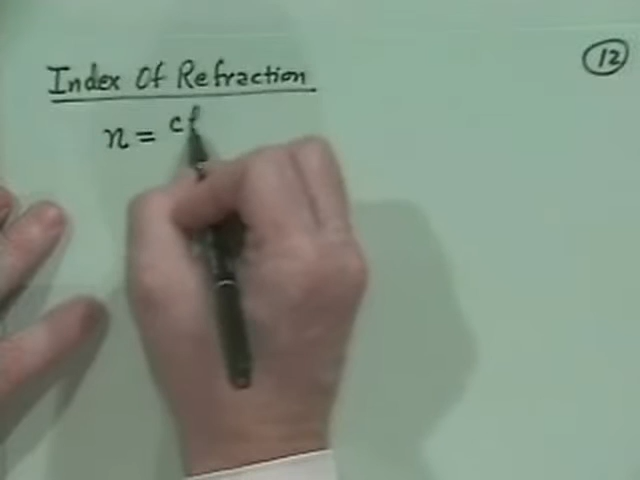 Index Of Refraction
12
n = c